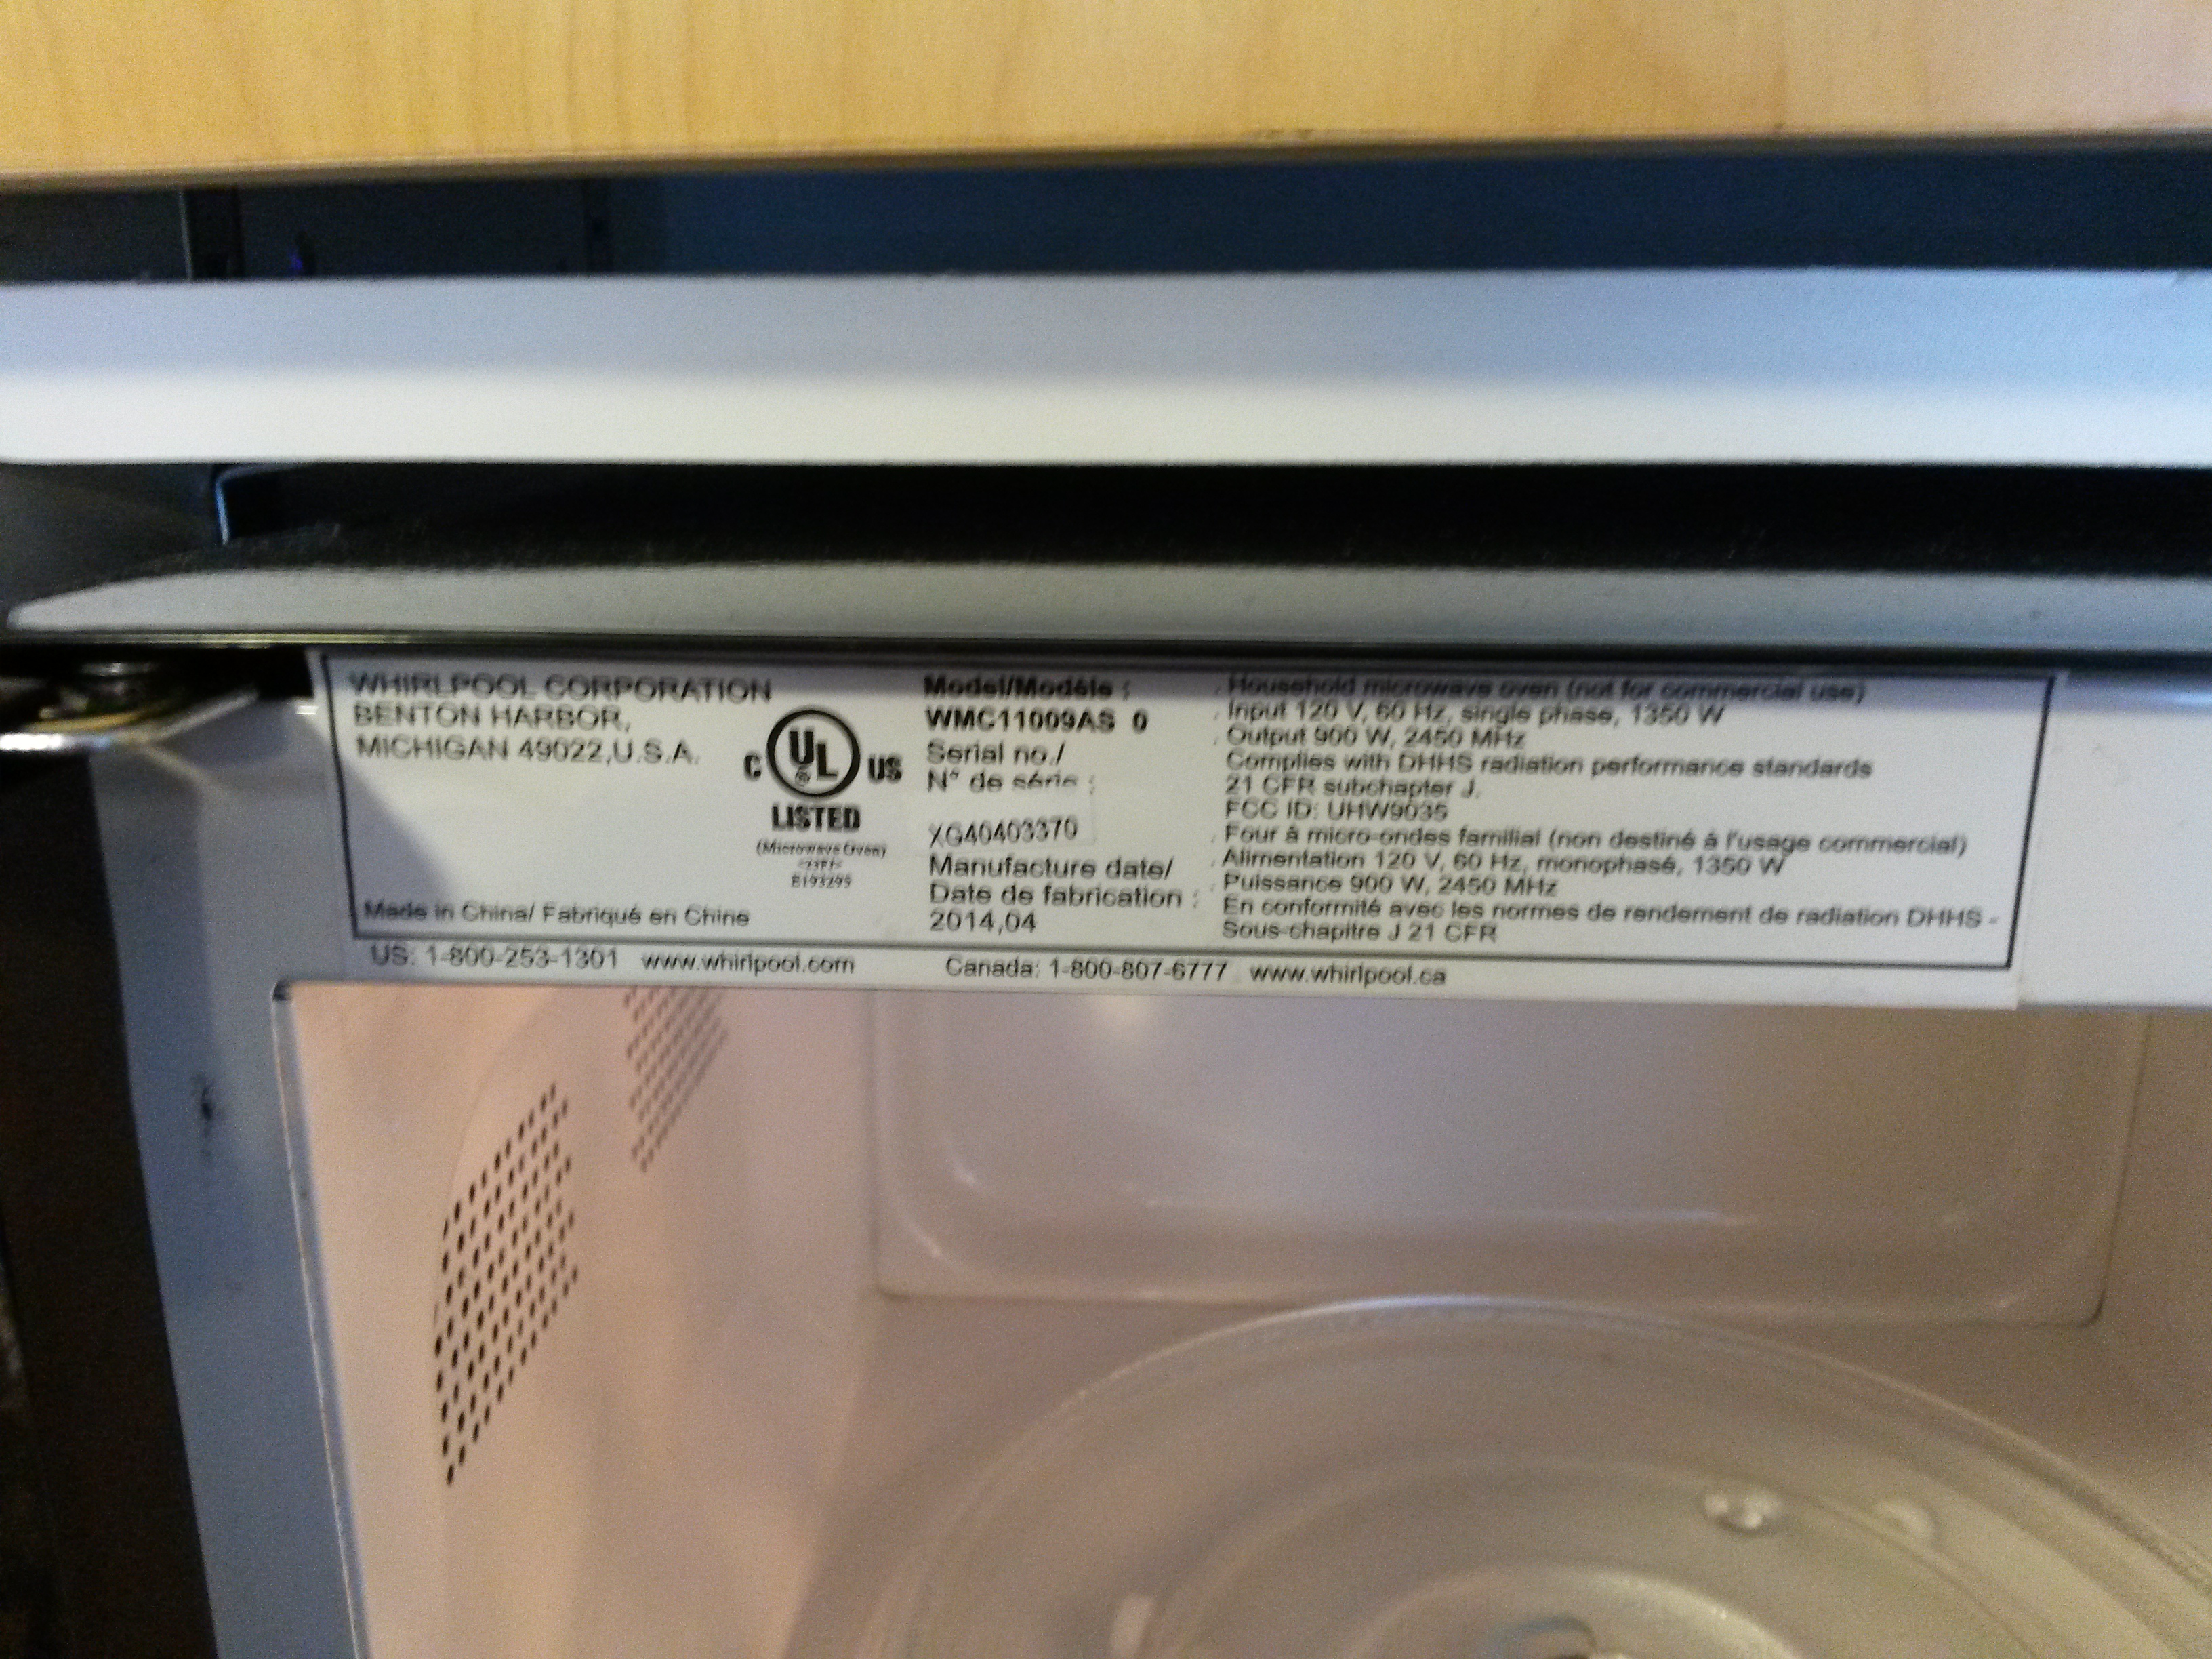 WHIRLPOOL CORPORATION
BENTON HARBOR,
MICHIGAN 49022,U.S.A.
Made in China/ Fabriqué en Chine
C UL US
®
LISTED
(Microwave Oven)
E193295
Model/Modèle :
WMC11009AS 0
Serial no./
N° de série :
XG40403370
Manufacture date/
Date de fabrication :
2014,04
Household microwave oven (not for commercial use)
Input 120 V, 60 Hz, single phase, 1350 W
Output 900 W, 2450 MHz
Complies with DHHS radiation performance standards
21 CFR subchapter J.
FCC ID: UHW9035
Four à micro-ondes familial (non destiné à l'usage commercial)
Alimentation 120 V, 60 Hz, monophasé, 1350 W
Puissance 900 W, 2450 MHz
En conformité avec les normes de rendement de radiation DHHS -
Sous-chapitre J 21 CFR
US: 1-800-253-1301 www.whirlpool.com Canada: 1-800-807-6777 www.whirlpool.ca